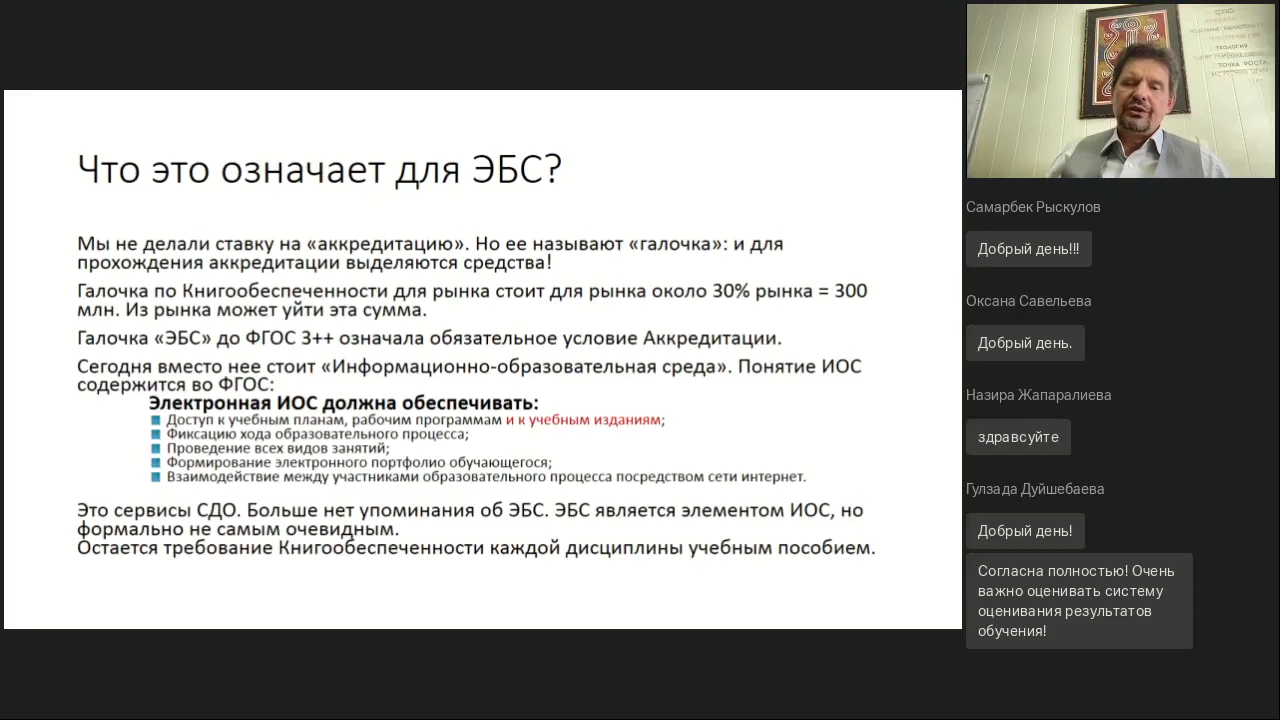 Что это означает для ЭБС?
Мы не делали ставку на «аккредитацию». Но ее называют «галочка»: и для
прохождения аккредитации выделяются средства!
Галочка по Книгообеспеченности для рынка стоит для рынка около 30% рынка = 300
млн. Из рынка может уйти эта сумма.
Галочка «ЭБС» до ФГОС 3++ означала обязательное условие Аккредитации.
Сегодня вместо нее стоит «Информационно-образовательная среда». Понятие ИОС
содержится во ФГОС:
Электронная ИОС должна обеспечивать:
Доступ к учебным планам, рабочим программам и к учебным изданиям;
Фиксацию хода образовательного процесса;
Проведение всех видов занятий;
Формирование электронного портфолио обучающегося;
Взаимодействие между участниками образовательного процесса посредством сети интернет.
Это сервисы СДО. Больше нет упоминания об ЭБС. ЭБС является элементом ИОС, но
формально не самым очевидным.
Остается требование Книгообеспеченности каждой дисциплины учебным пособием.
ТОЧКА РОСТА
Самарбек Рыскулов
Добрый день!!!
Оксана Савельева
Добрый день.
Назира Жапаралиева
здравсуйте
Гулзада Дуйшебаева
Добрый день!
Согласна полностью! Очень
важно оценивать систему
оценивания результатов
обучения!